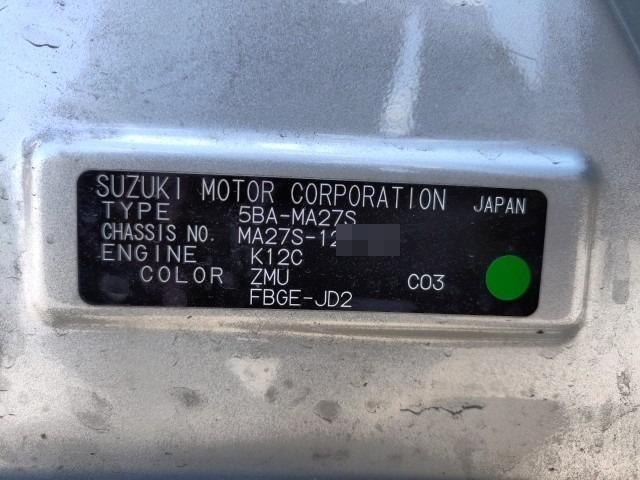 SUZUKI MOTOR CORPORATION JAPAN
TYPE 5BA-MA27S
CHASSIS NO. MA27S-12
ENGINE K12C
COLOR ZMU C03
FBGE-JD2